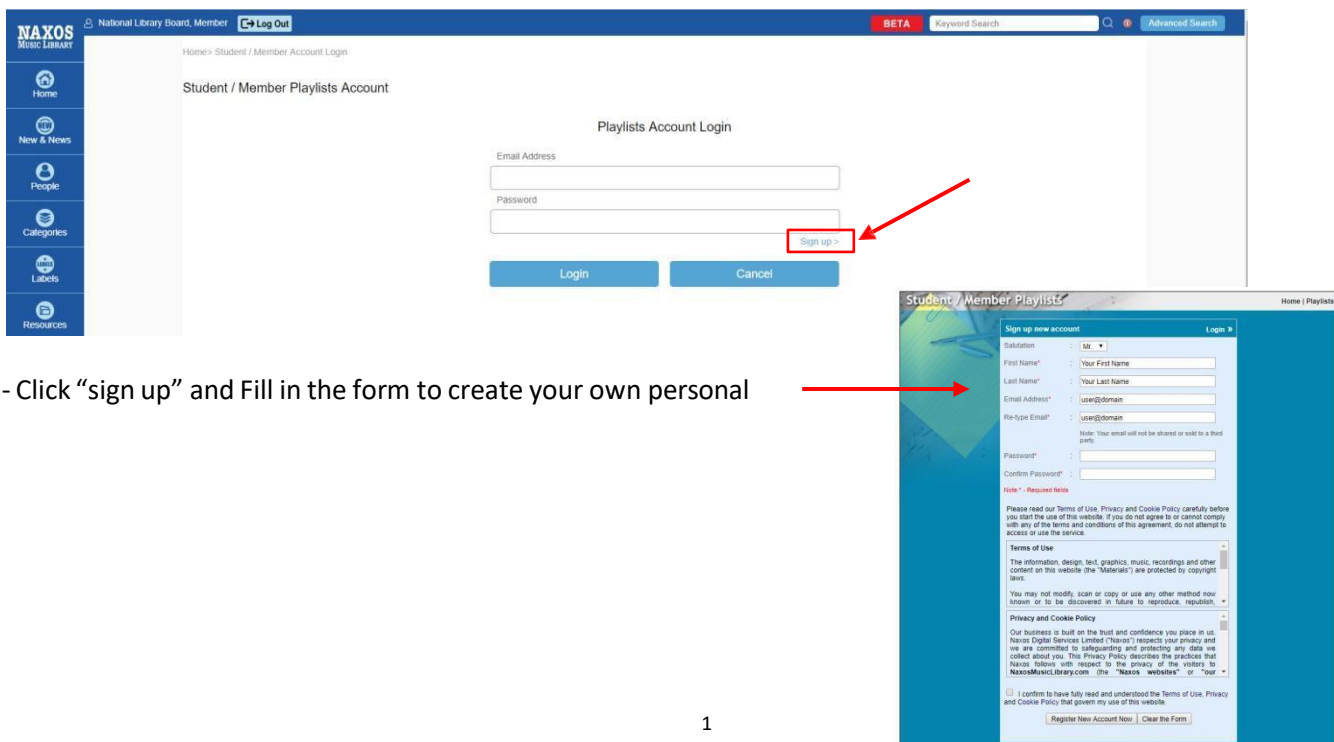 NAXOS
MUSIC LIBRARY
National Library Board, Member
Log Out
BETA
Keyword Search
Advanced Search
Home
New & News
NEW
People
Categories
Labels
LABELS
Resources
Home> Student / Member Account Login
Student / Member Playlists Account
Playlists Account Login
Email Address
Password
Sign up >
Login
Cancel
- Click “sign up” and Fill in the form to create your own personal
Student / Member Playlists
Home | Playlists
Sign up new account
Login »
Salutation : Mr. ▼
First Name* : Your First Name
Last Name* : Your Last Name
Email Address* : user@domain
Re-type Email* : user@domain
Note: Your email will not be shared or sold to a third
party.
Password* :
Confirm Password* :
Note * - Required fields
Please read our Terms of Use, Privacy and Cookie Policy carefully before
you start the use of this website. If you do not agree to or cannot comply
with any of the terms and conditions of this agreement, do not attempt to
access or use the service.
Terms of Use
The information, design, text, graphics, music, recordings and other
content on this website (the "Materials") are protected by copyright
laws.
You may not modify, scan or copy or use any other method now
known or to be discovered in future to reproduce, republish,
Privacy and Cookie Policy
Our business is built on the trust and confidence you place in us.
Naxos Digital Services Limited ("Naxos") respects your privacy and
we are committed to safeguarding and protecting any data we
collect about you. This Privacy Policy describes the practices that
Naxos follows with respect to the privacy of the visitors to
NaxosMusicLibrary.com (the "Naxos websites" or "our
I confirm to have fully read and understood the Terms of Use, Privacy
and Cookie Policy that govern my use of this website.
Register New Account Now
Clear the Form
1